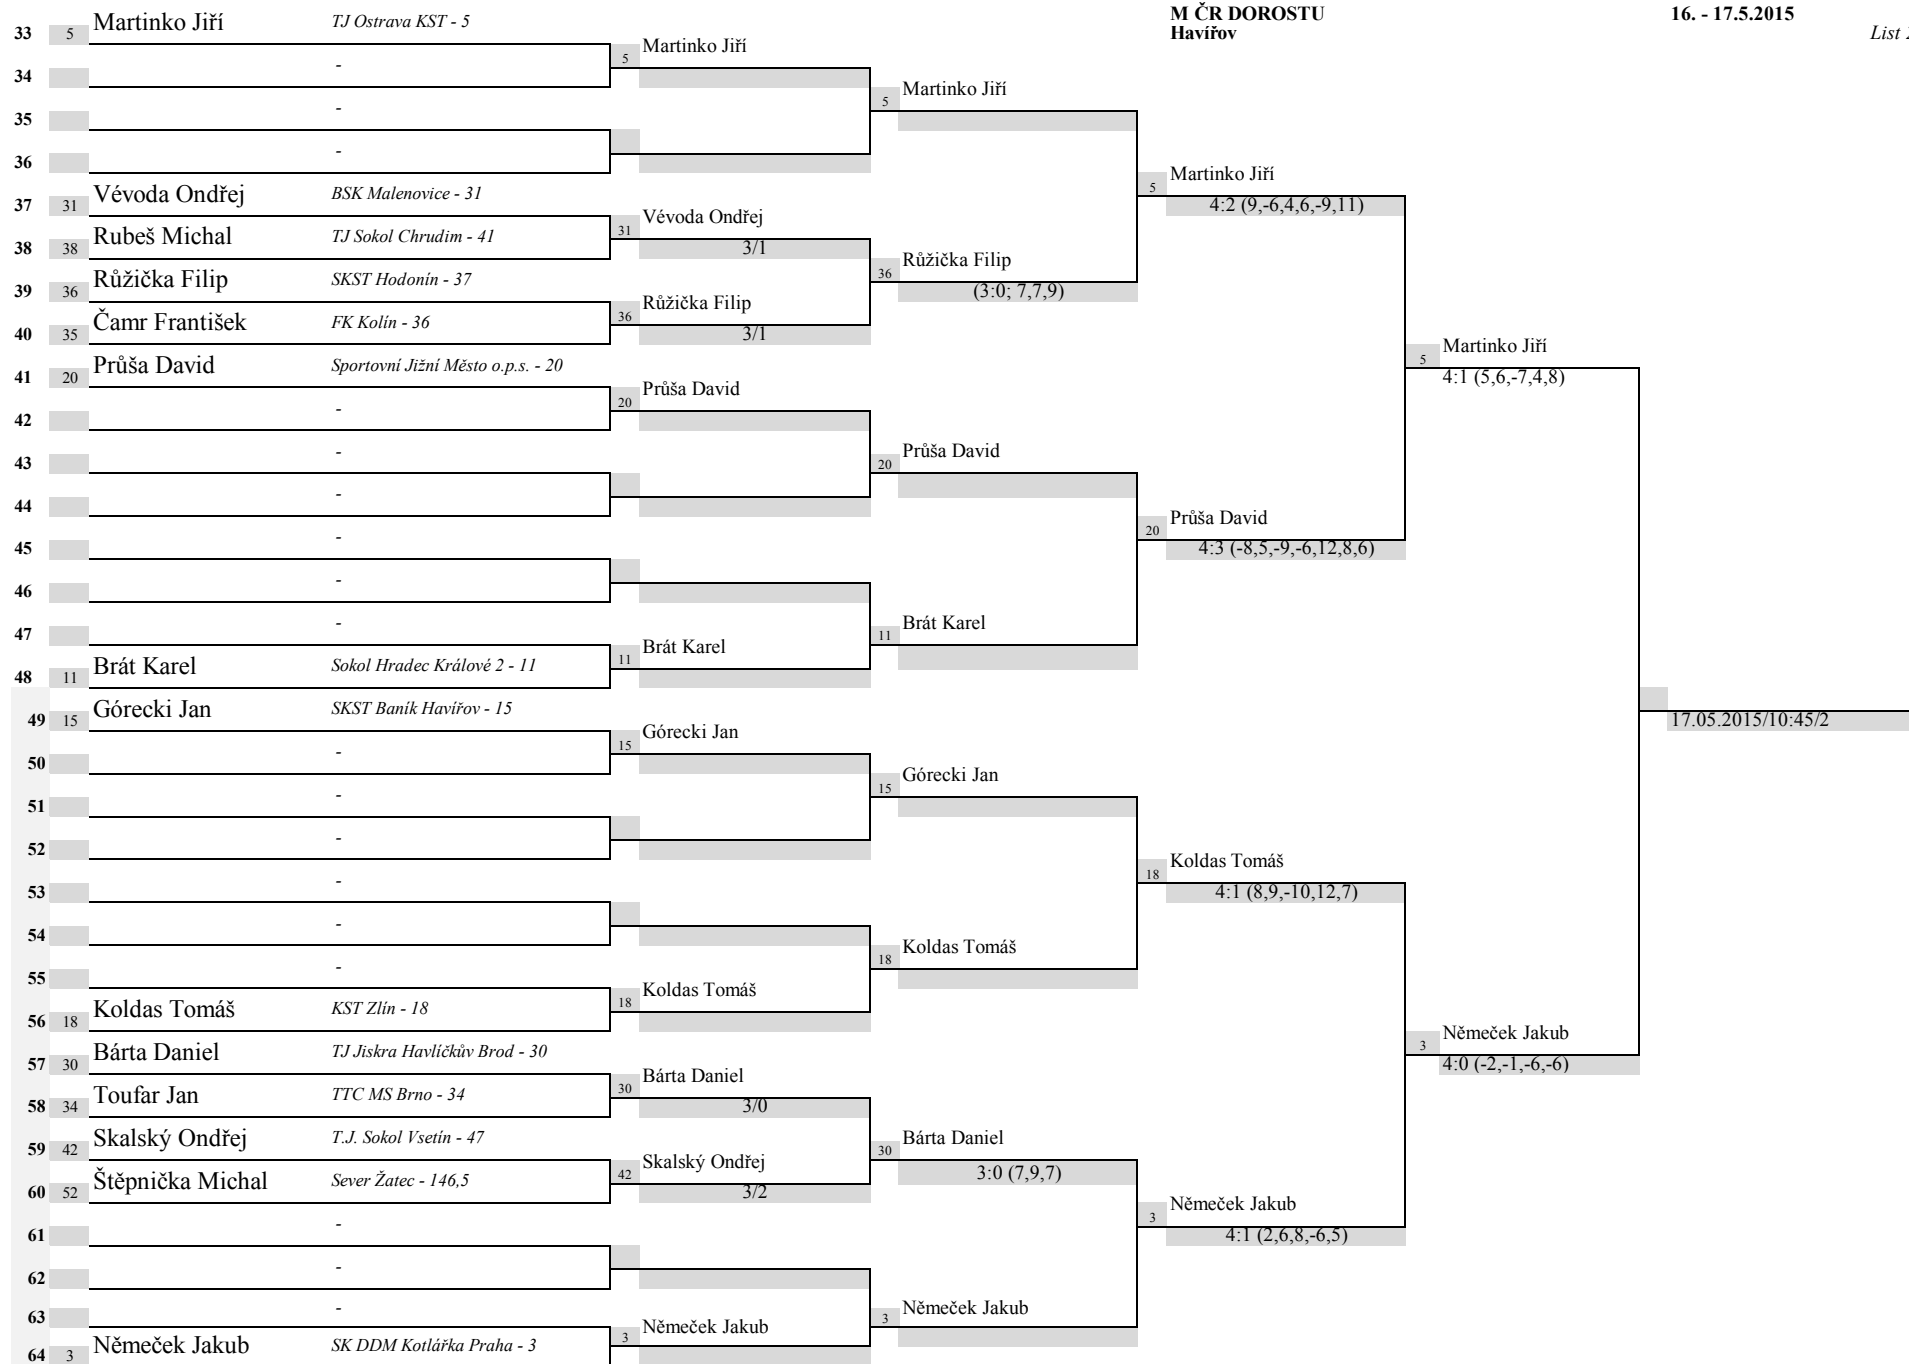 M ČR DOROSTU 16. - 17.5.2015
Havířov List
33 5 Martinko Jiří TJ Ostrava KST - 5
5 Martinko Jiří
34 -
5 Martinko Jiří
35 -
36 -
5 Martinko Jiří
4:2 (9,-6,4,6,-9,11)
37 31 Vévoda Ondřej BSK Malenovice - 31
31 Vévoda Ondřej
3/1
38 38 Rubeš Michal TJ Sokol Chrudim - 41
36 Růžička Filip
(3:0; 7,7,9)
39 36 Růžička Filip SKST Hodonín - 37
36 Růžička Filip
3/1
40 35 Čamr František FK Kolín - 36
5 Martinko Jiří
4:1 (5,6,-7,4,8)
41 20 Průša David Sportovní Jižní Město o.p.s. - 20
20 Průša David
42 -
20 Průša David
43 -
44 -
20 Průša David
4:3 (-8,5,-9,-6,12,8,6)
45 -
46 -
11 Brát Karel
47 -
11 Brát Karel
48 11 Brát Karel Sokol Hradec Králové 2 - 11
17.05.2015/10:45/2
49 15 Górecki Jan SKST Baník Havířov - 15
15 Górecki Jan
50 -
15 Górecki Jan
51 -
52 -
18 Koldas Tomáš
4:1 (8,9,-10,12,7)
53 -
54 -
18 Koldas Tomáš
55 -
18 Koldas Tomáš
56 18 Koldas Tomáš KST Zlín - 18
3 Němeček Jakub
4:0 (-2,-1,-6,-6)
57 30 Bárta Daniel TJ Jiskra Havlíčkův Brod - 30
30 Bárta Daniel
3/0
58 34 Toufar Jan TTC MS Brno - 34
30 Bárta Daniel
3:0 (7,9,7)
59 42 Skalský Ondřej T.J. Sokol Vsetín - 47
42 Skalský Ondřej
3/2
60 52 Štěpnička Michal Sever Žatec - 146,5
3 Němeček Jakub
4:1 (2,6,8,-6,5)
61 -
62 -
3 Němeček Jakub
63 -
3 Němeček Jakub
64 3 Němeček Jakub SK DDM Kotlářka Praha - 3